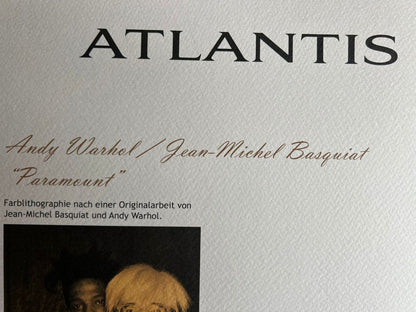 ATLANTIS
Andy Warhol / Jean-Michel Basquiat
"Paramount"
Farblithographie nach einer Originalarbeit von
Jean-Michel Basquiat und Andy Warhol.